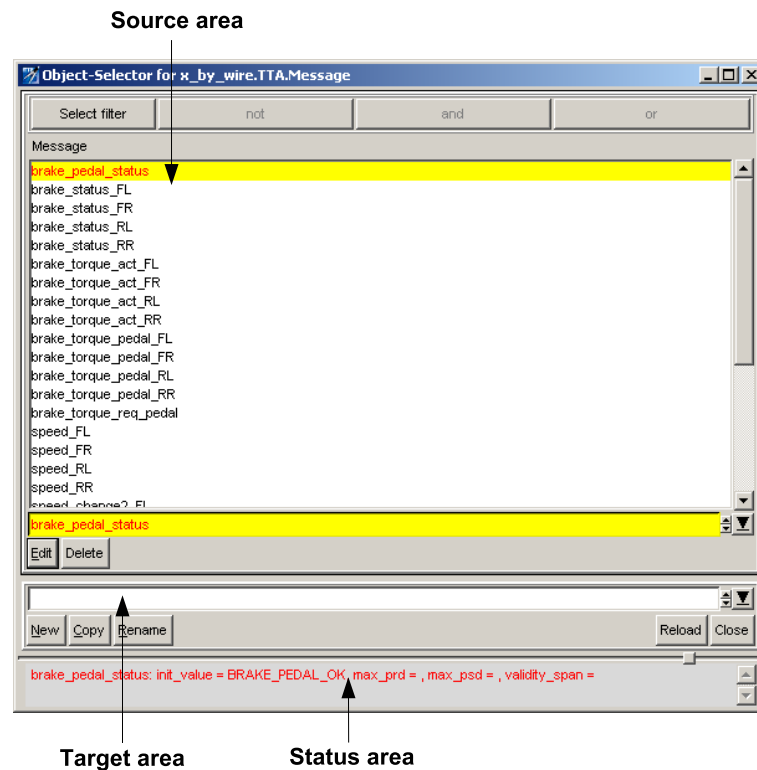 Source area
Object-Selector for x_by_wire.TTA.Message
Select filter not and or
Message
brake_pedal_status
brake_status_FL
brake_status_FR
brake_status_RL
brake_status_RR
brake_torque_act_FL
brake_torque_act_FR
brake_torque_act_RL
brake_torque_act_RR
brake_torque_pedal_FL
brake_torque_pedal_FR
brake_torque_pedal_RL
brake_torque_pedal_RR
brake_torque_req_pedal
speed_FL
speed_FR
speed_RL
speed_RR
speed_change2_FL
brake_pedal_status
Edit Delete
New Copy Rename Reload Close
brake_pedal_status: init_value = BRAKE_PEDAL_OK, max_prd = , max_psd = , validity_span =
Target area Status area